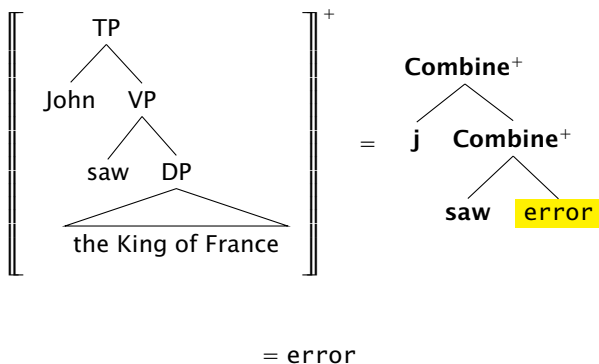 TP +
Combine+
John VP
= j Combine+
saw DP
saw error
the King of France
= error